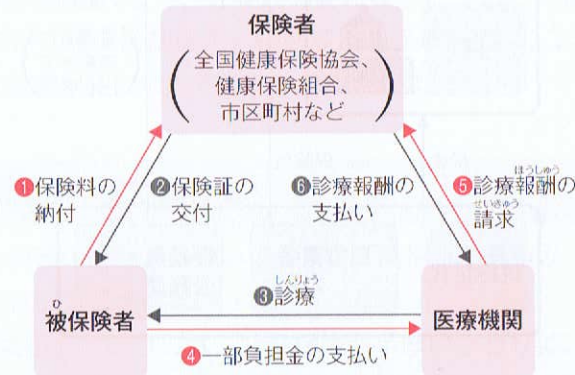 保険者
全国健康保険協会、
健康保険組合、
市区町村など
❶保険料の
納付
❷保険証の
交付
❻診療報酬の
支払い
❺診療報酬の
ほうしゅう
請求
せいきゅう
❸診療
しんりょう
被保険者
ひ
医療機関
❹一部負担金の支払い